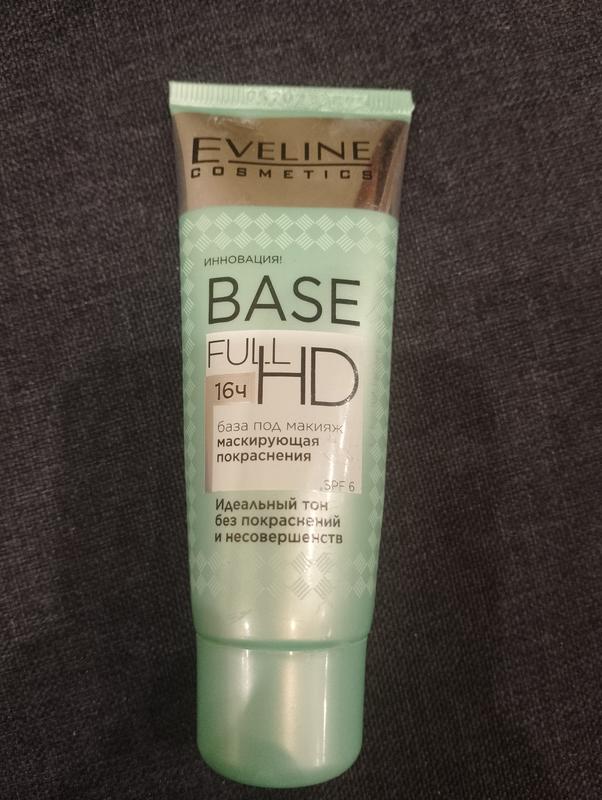 EVELINE
COSMETICS
ИННОВАЦИЯ!
BASE
FULL
HD
16ч
база под макияж
маскирующая
покраснения
SPF 6
Идеальный тон
без покраснений
и несовершенств